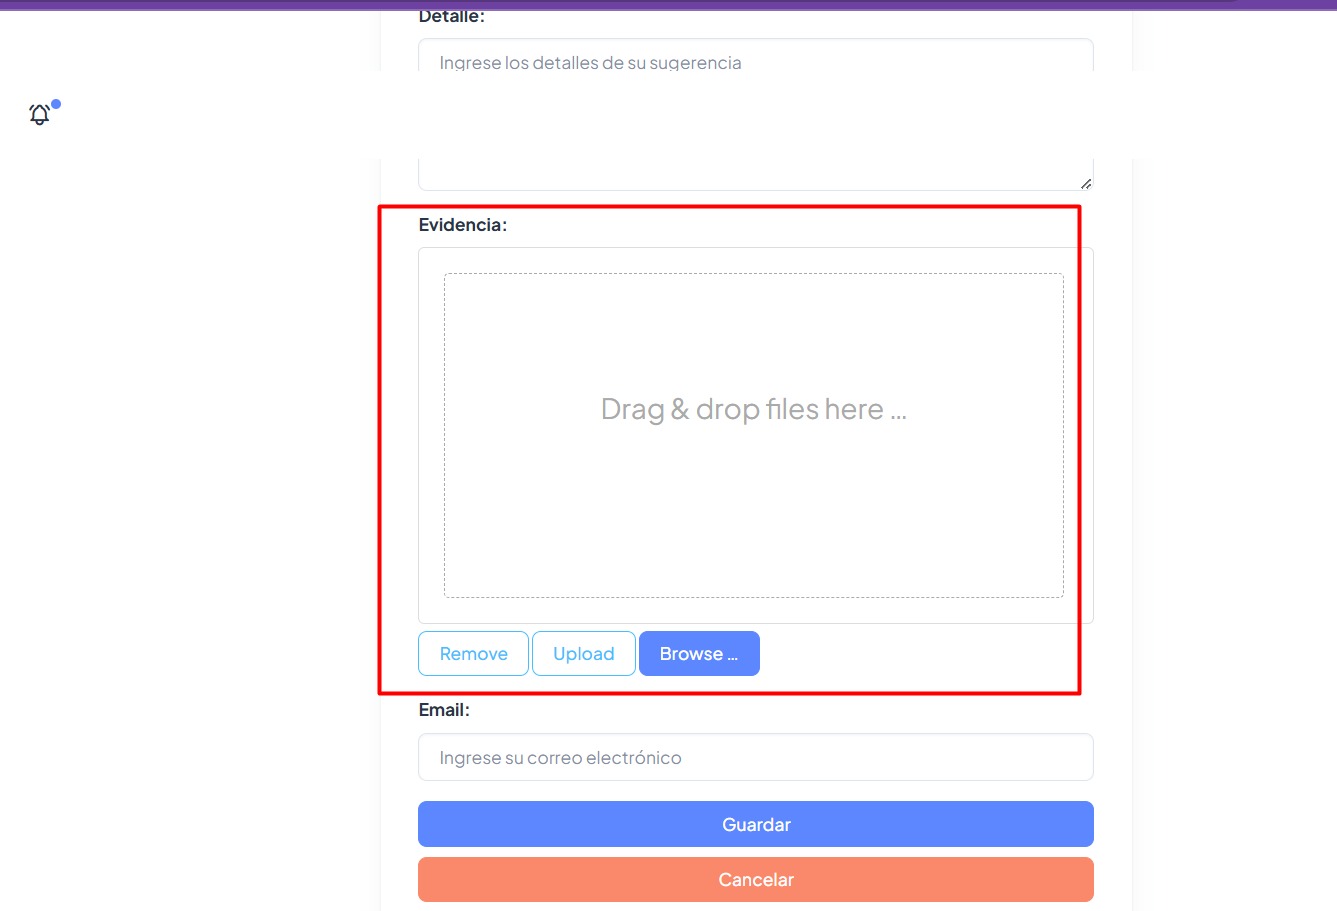 Detalle:
Ingrese los detalles de su sugerencia
Evidencia:
Drag & drop files here ...
Remove Upload Browse ...
Email:
Ingrese su correo electrónico
Guardar
Cancelar